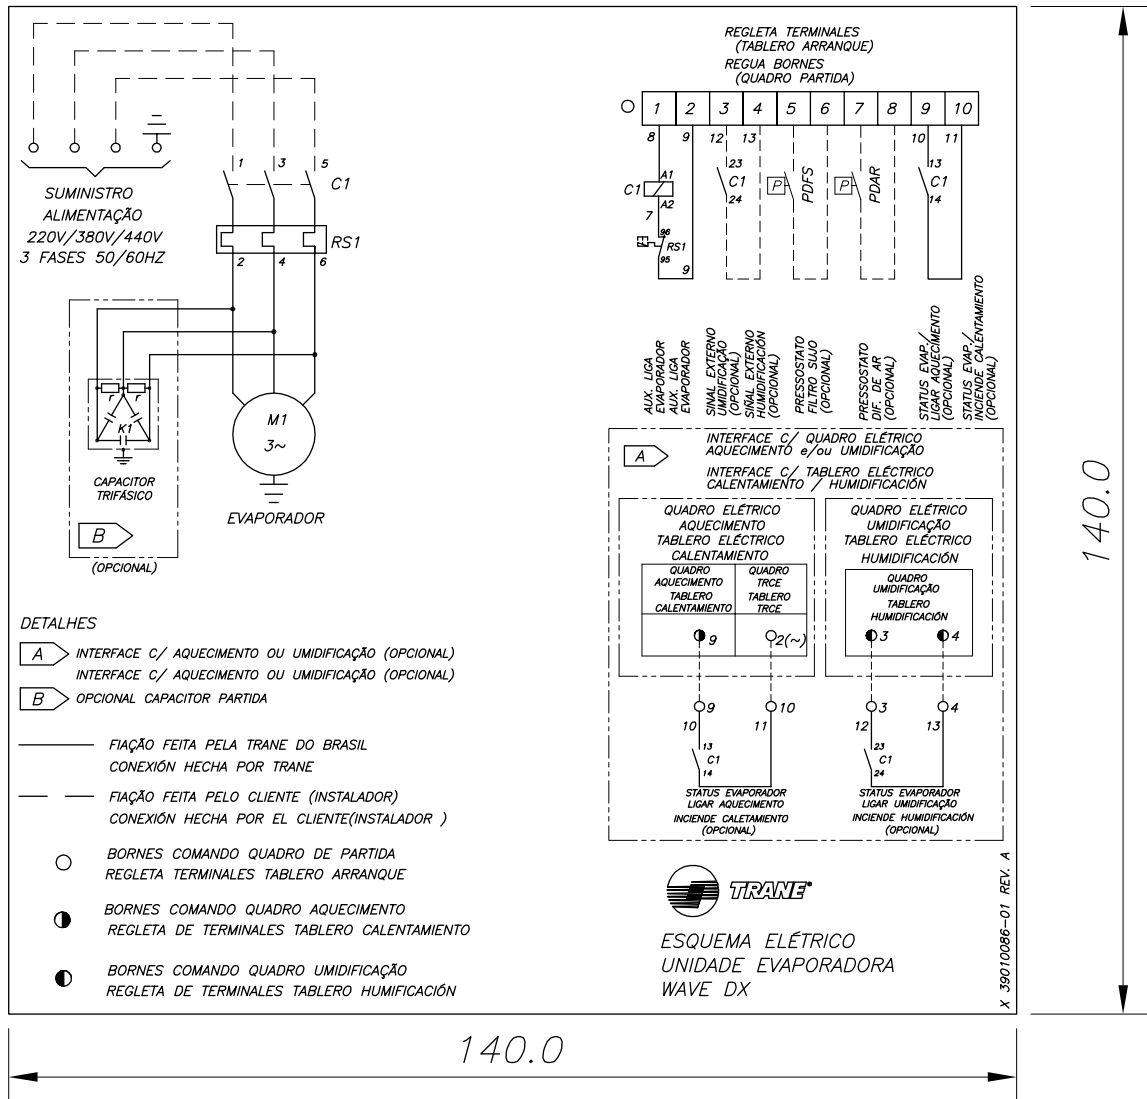 REGLETA TERMINALES
(TABLERO ARRANQUE)
REGUA BORNES
(QUADRO PARTIDA)
1 2 3 4 5 6 7 8 9 10
8 9 12 13 10 11
SUMINISTRO
ALIMENTAÇÃO
220V/380V/440V
3 FASES 50/60HZ
1 3 5
C1
RS1
2 4 6
C1
A1
A2
7
96
RS1
95
9
23
C1
24
P
PDFS
P
PDAR
13
C1
14
AUX. LIGA
EVAPORADOR
AUX. LIGA
EVAPORADOR
SINAL EXTERNO
UMIDIFICAÇÃO
(OPCIONAL)
SIÑAL EXTERNO
HUMIDIFICACIÓN
(OPCIONAL)
PRESSOSTATO
FILTRO SUJO
(OPCIONAL)
PRESSOSTATO
DIF. DE AR
(OPCIONAL)
STATUS EVAP./
LIGAR AQUECIMENTO
(OPCIONAL)
STATUS EVAP./
INCIENDE CALENTAMIENTO
(OPCIONAL)
r r
K1
CAPACITOR
TRIFÁSICO
B
(OPCIONAL)
M1
3~
EVAPORADOR
A
INTERFACE C/ QUADRO ELÉTRICO
AQUECIMENTO e/ou UMIDIFICAÇÃO
INTERFACE C/ TABLERO ELÉCTRICO
CALENTAMIENTO / HUMIDIFICACIÓN
QUADRO ELÉTRICO
AQUECIMENTO
TABLERO ELÉCTRICO
CALENTAMIENTO
QUADRO
AQUECIMENTO
TABLERO
CALENTAMIENTO
QUADRO
TRCE
TABLERO
TRCE
9
2(~)
QUADRO ELÉTRICO
UMIDIFICAÇÃO
TABLERO ELÉCTRICO
HUMIDIFICACIÓN
QUADRO
UMIDIFICAÇÃO
TABLERO
HUMIDIFICACIÓN
3 4
9 10 3 4
10 11 12 13
13
C1
14
23
C1
24
STATUS EVAPORADOR
LIGAR AQUECIMENTO
INCIENDE CALETAMIENTO
(OPCIONAL)
STATUS EVAPORADOR
LIGAR UMIDIFICAÇÃO
INCIENDE HUMIDIFICACIÓN
(OPCIONAL)
DETALHES
A INTERFACE C/ AQUECIMENTO OU UMIDIFICAÇÃO (OPCIONAL)
INTERFACE C/ AQUECIMENTO OU UMIDIFICAÇÃO (OPCIONAL)
B OPCIONAL CAPACITOR PARTIDA
FIAÇÃO FEITA PELA TRANE DO BRASIL
CONEXIÓN HECHA POR TRANE
FIAÇÃO FEITA PELO CLIENTE (INSTALADOR)
CONEXIÓN HECHA POR EL CLIENTE(INSTALADOR )
BORNES COMANDO QUADRO DE PARTIDA
REGLETA TERMINALES TABLERO ARRANQUE
BORNES COMANDO QUADRO AQUECIMENTO
REGLETA DE TERMINALES TABLERO CALENTAMIENTO
BORNES COMANDO QUADRO UMIDIFICAÇÃO
REGLETA DE TERMINALES TABLERO HUMIFICACIÓN
TRANE®
ESQUEMA ELÉTRICO
UNIDADE EVAPORADORA
WAVE DX
X 39010086-01 REV. A
140.0
140.0